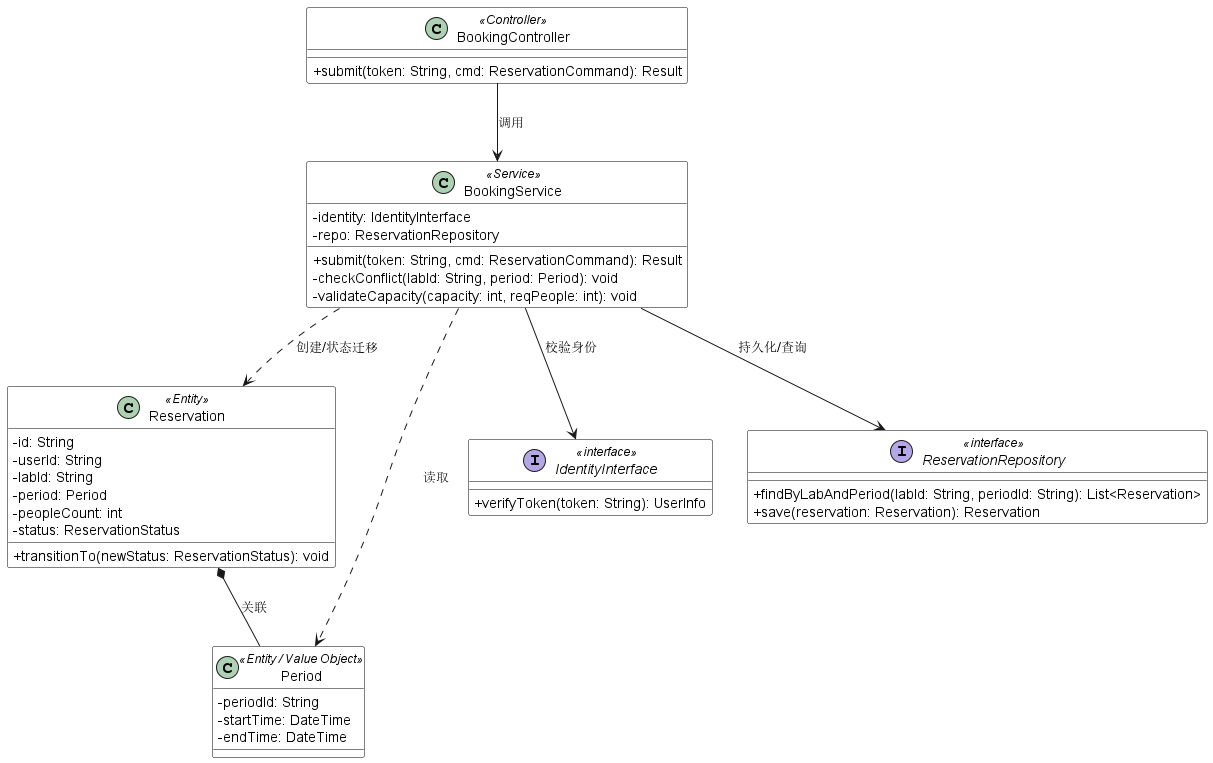 C
«Controller»
BookingController
+submit(token: String, cmd: ReservationCommand): Result
调用
C
«Service»
BookingService
-identity: IdentityInterface
-repo: ReservationRepository
+submit(token: String, cmd: ReservationCommand): Result
-checkConflict(labId: String, period: Period): void
-validateCapacity(capacity: int, reqPeople: int): void
创建/状态迁移
校验身份
持久化/查询
C
«Entity»
Reservation
-id: String
-userId: String
-labId: String
-period: Period
-peopleCount: int
-status: ReservationStatus
+transitionTo(newStatus: ReservationStatus): void
读取
I
«interface»
IdentityInterface
+verifyToken(token: String): UserInfo
I
«interface»
ReservationRepository
+findByLabAndPeriod(labId: String, periodId: String): List<Reservation>
+save(reservation: Reservation): Reservation
关联
C
«Entity / Value Object»
Period
-periodId: String
-startTime: DateTime
-endTime: DateTime